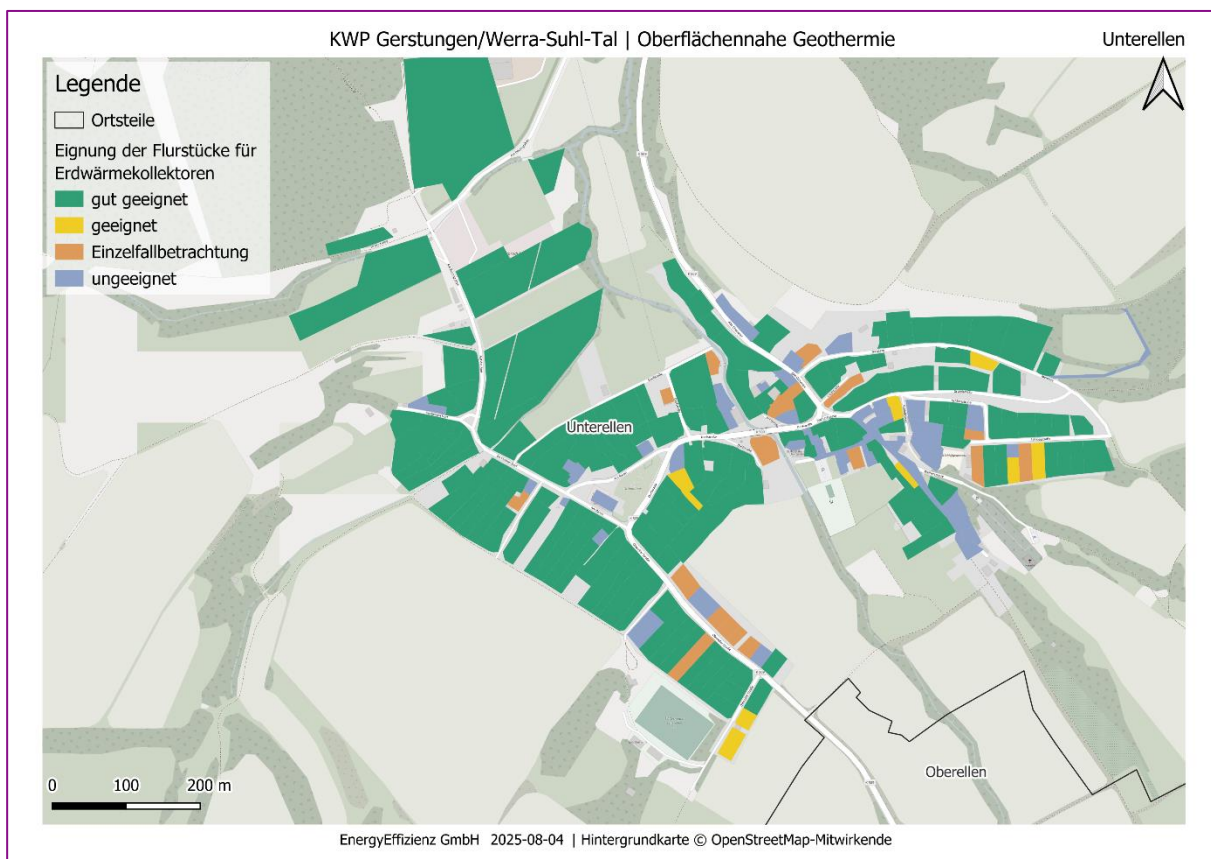 KWP Gerstungen/Werra-Suhl-Tal | Oberflächennahe Geothermie
Unterellen
Legende
Ortsteile
Eignung der Flurstücke für
Erdwärmekollektoren
gut geeignet
geeignet
Einzelfallbetrachtung
ungeeignet
Unterellen
Oberellen
0 100 200 m
EnergyEffizienz GmbH 2025-08-04 | Hintergrundkarte © OpenStreetMap-Mitwirkende